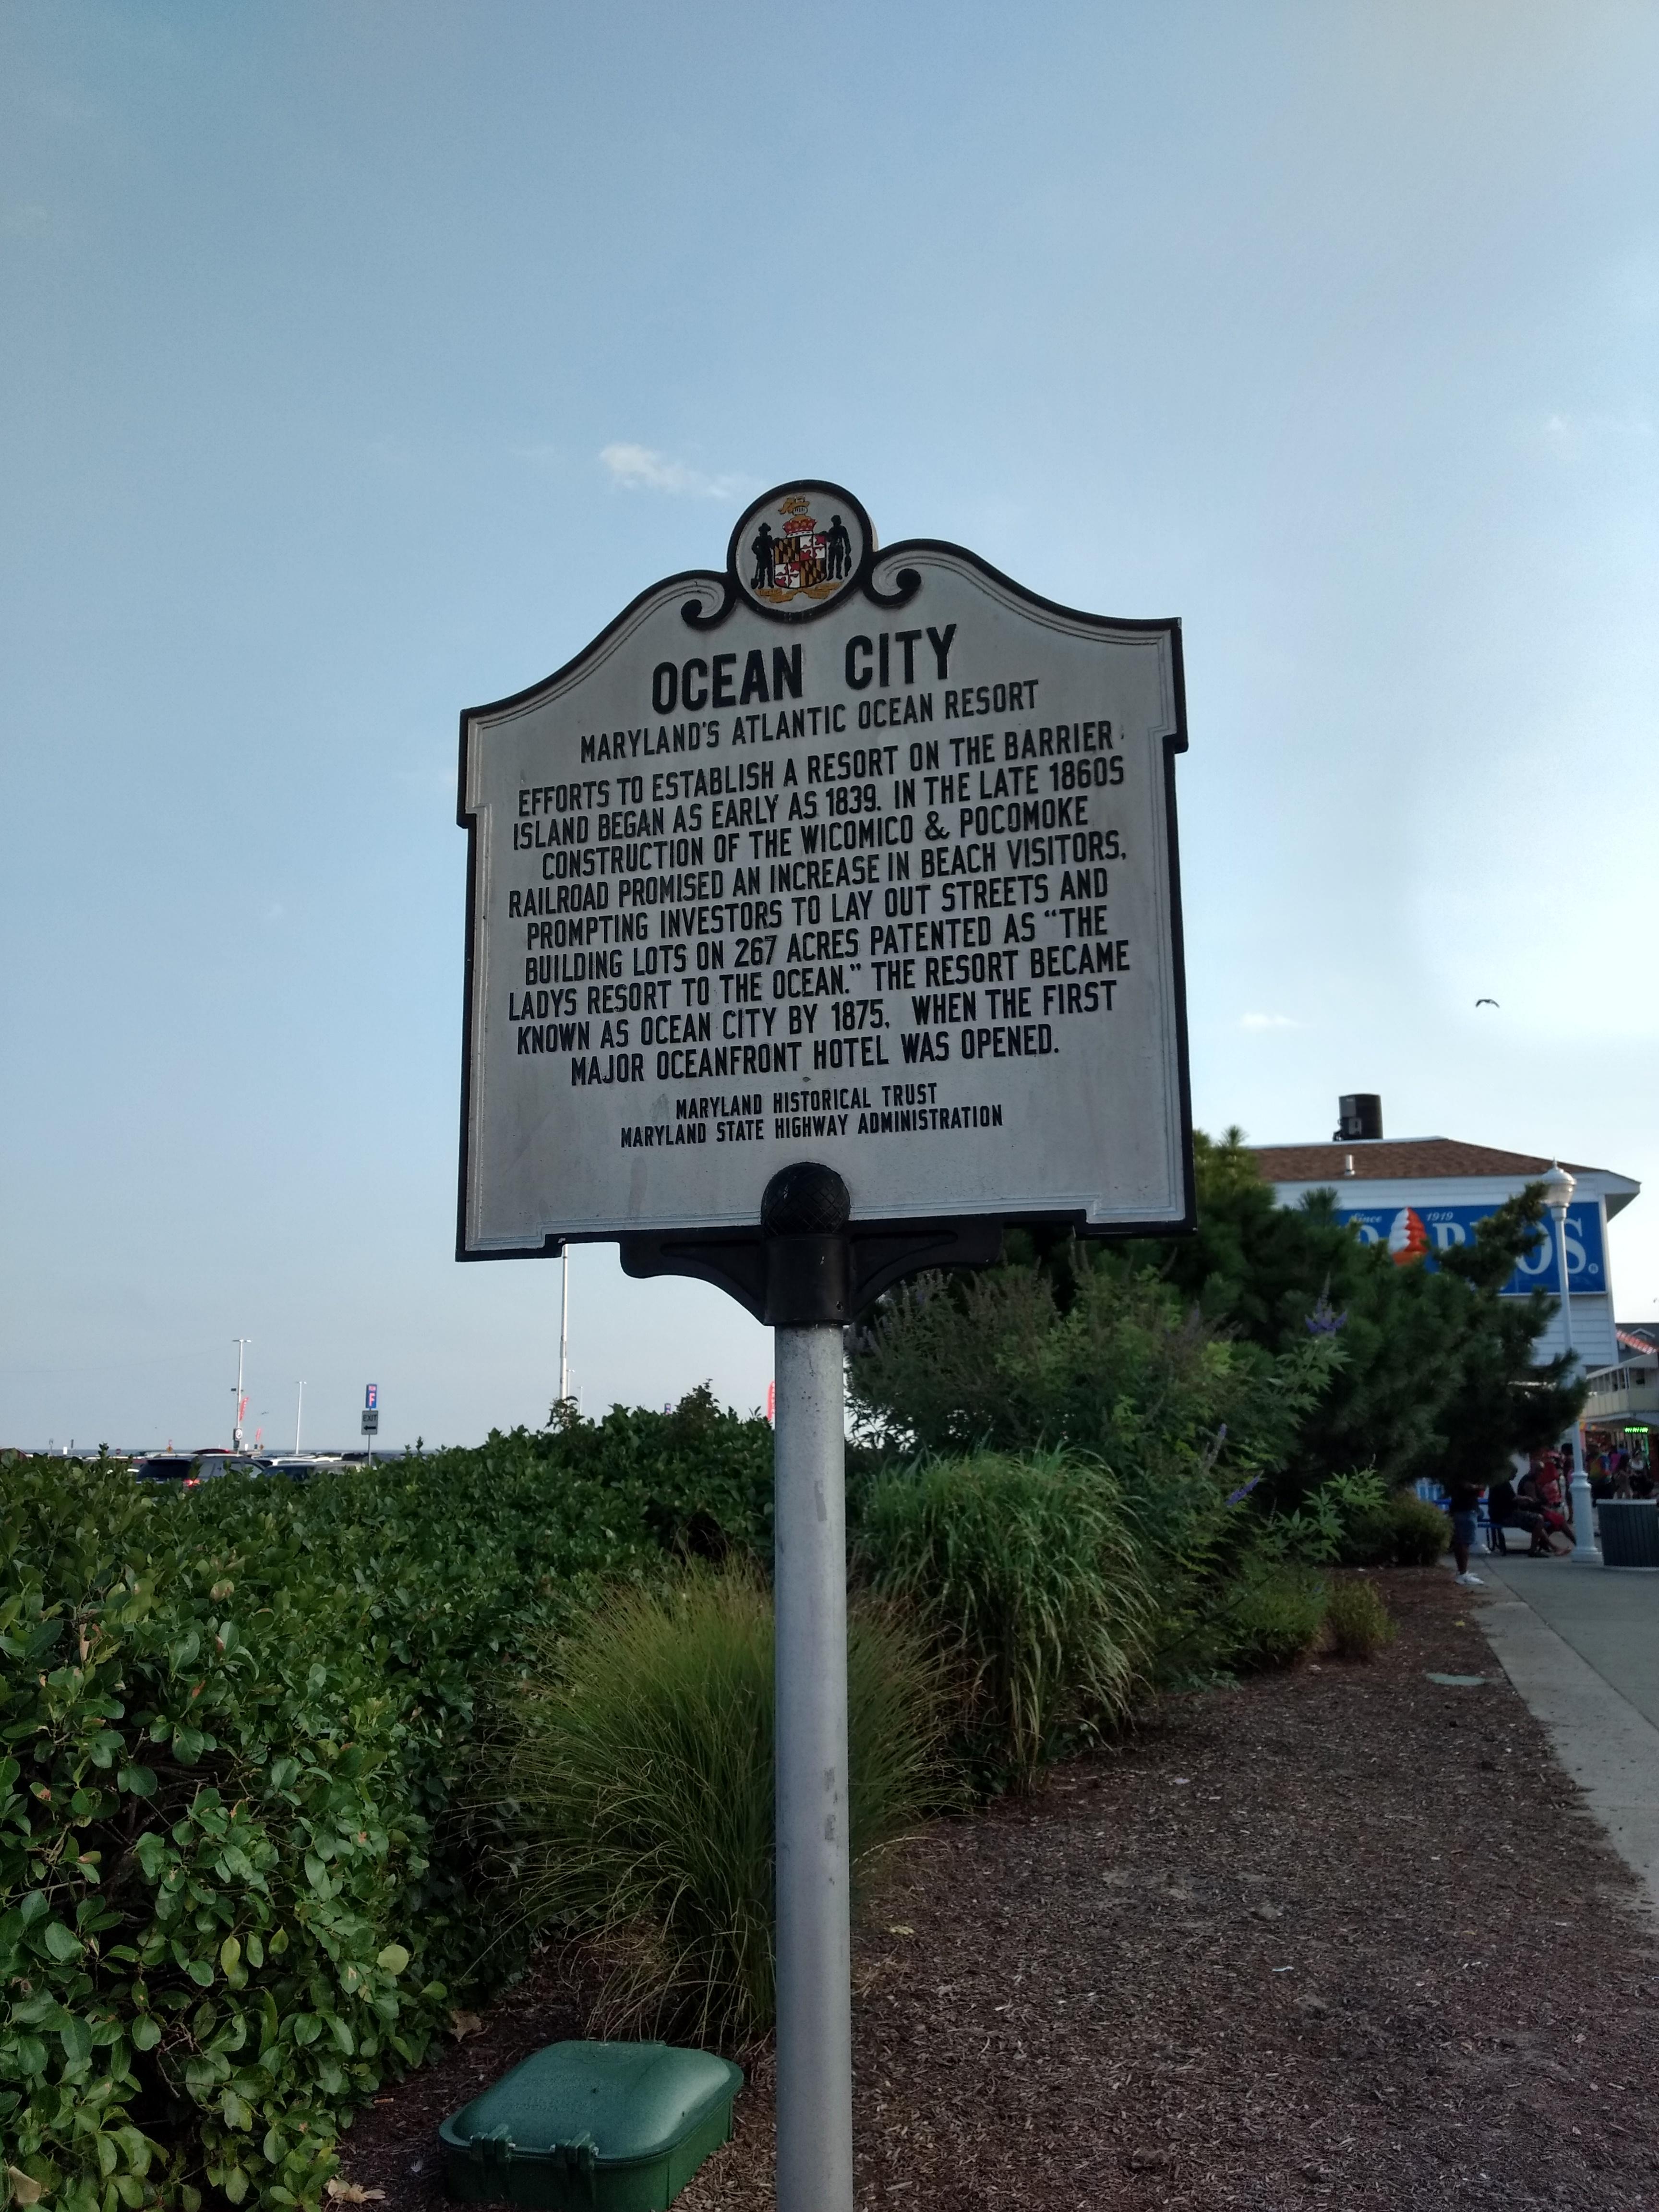 OCEAN CITY
MARYLAND'S ATLANTIC OCEAN RESORT
EFFORTS TO ESTABLISH A RESORT ON THE BARRIER
ISLAND BEGAN AS EARLY AS 1839. IN THE LATE 1860S
CONSTRUCTION OF THE WICOMICO & POCOMOKE
RAILROAD PROMISED AN INCREASE IN BEACH VISITORS,
PROMPTING INVESTORS TO LAY OUT STREETS AND
BUILDING LOTS ON 267 ACRES PATENTED AS “THE
LADYS RESORT TO THE OCEAN.” THE RESORT BECAME
KNOWN AS OCEAN CITY BY 1875, WHEN THE FIRST
MAJOR OCEANFRONT HOTEL WAS OPENED.
MARYLAND HISTORICAL TRUST
MARYLAND STATE HIGHWAY ADMINISTRATION
Since 1919
EXIT